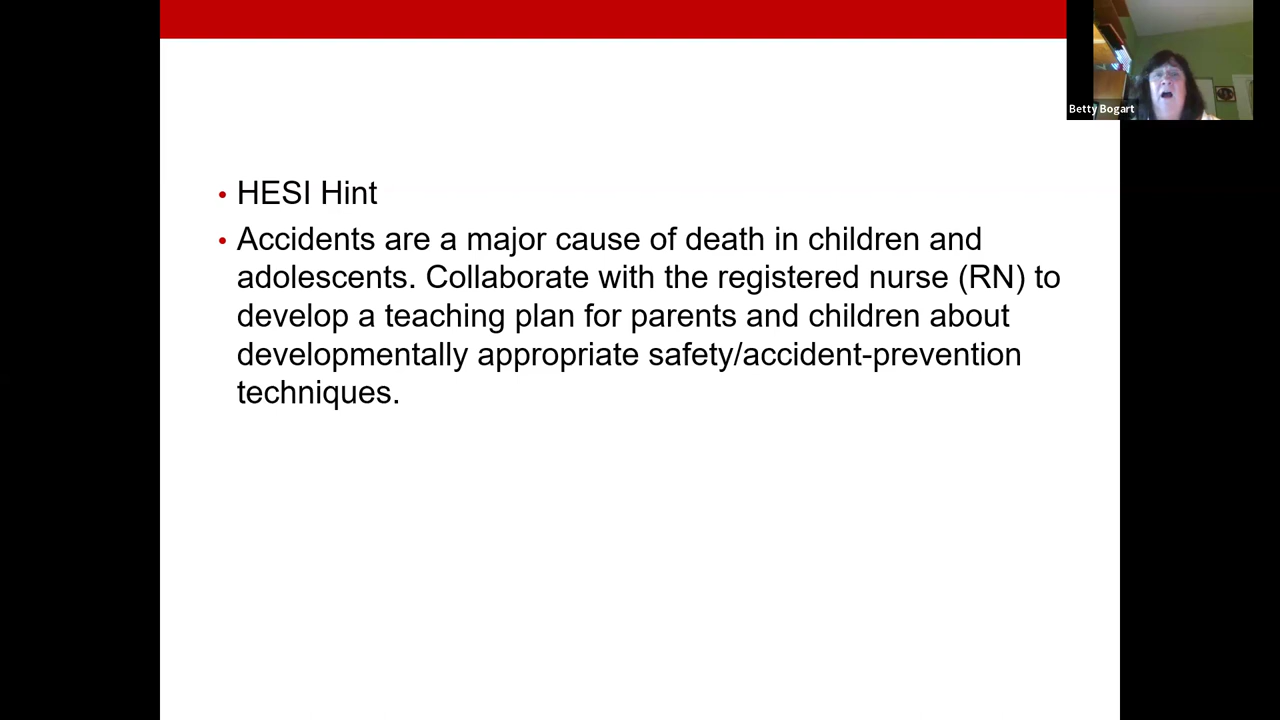 Betty Bogart
• HESI Hint
• Accidents are a major cause of death in children and
adolescents. Collaborate with the registered nurse (RN) to
develop a teaching plan for parents and children about
developmentally appropriate safety/accident-prevention
techniques.